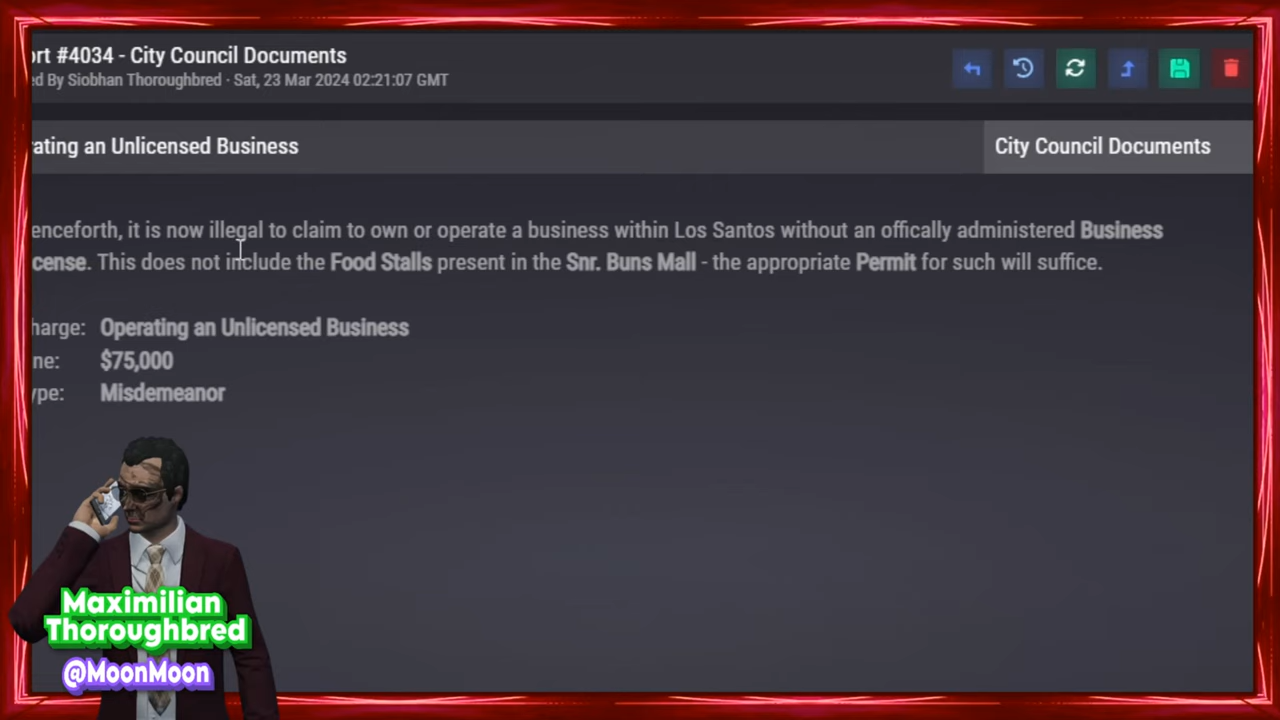 ort #4034 - City Council Documents
ed By Siobhan Thoroughbred · Sat, 23 Mar 2024 02:21:07 GMT
rating an Unlicensed Business
City Council Documents
enceforth, it is now illegal to claim to own or operate a business within Los Santos without an offically administered Business
cense. This does not include the Food Stalls present in the Snr. Buns Mall - the appropriate Permit for such will suffice.
harge: Operating an Unlicensed Business
ne: $75,000
ype: Misdemeanor
Maximilian
Thoroughbred
@MoonMoon